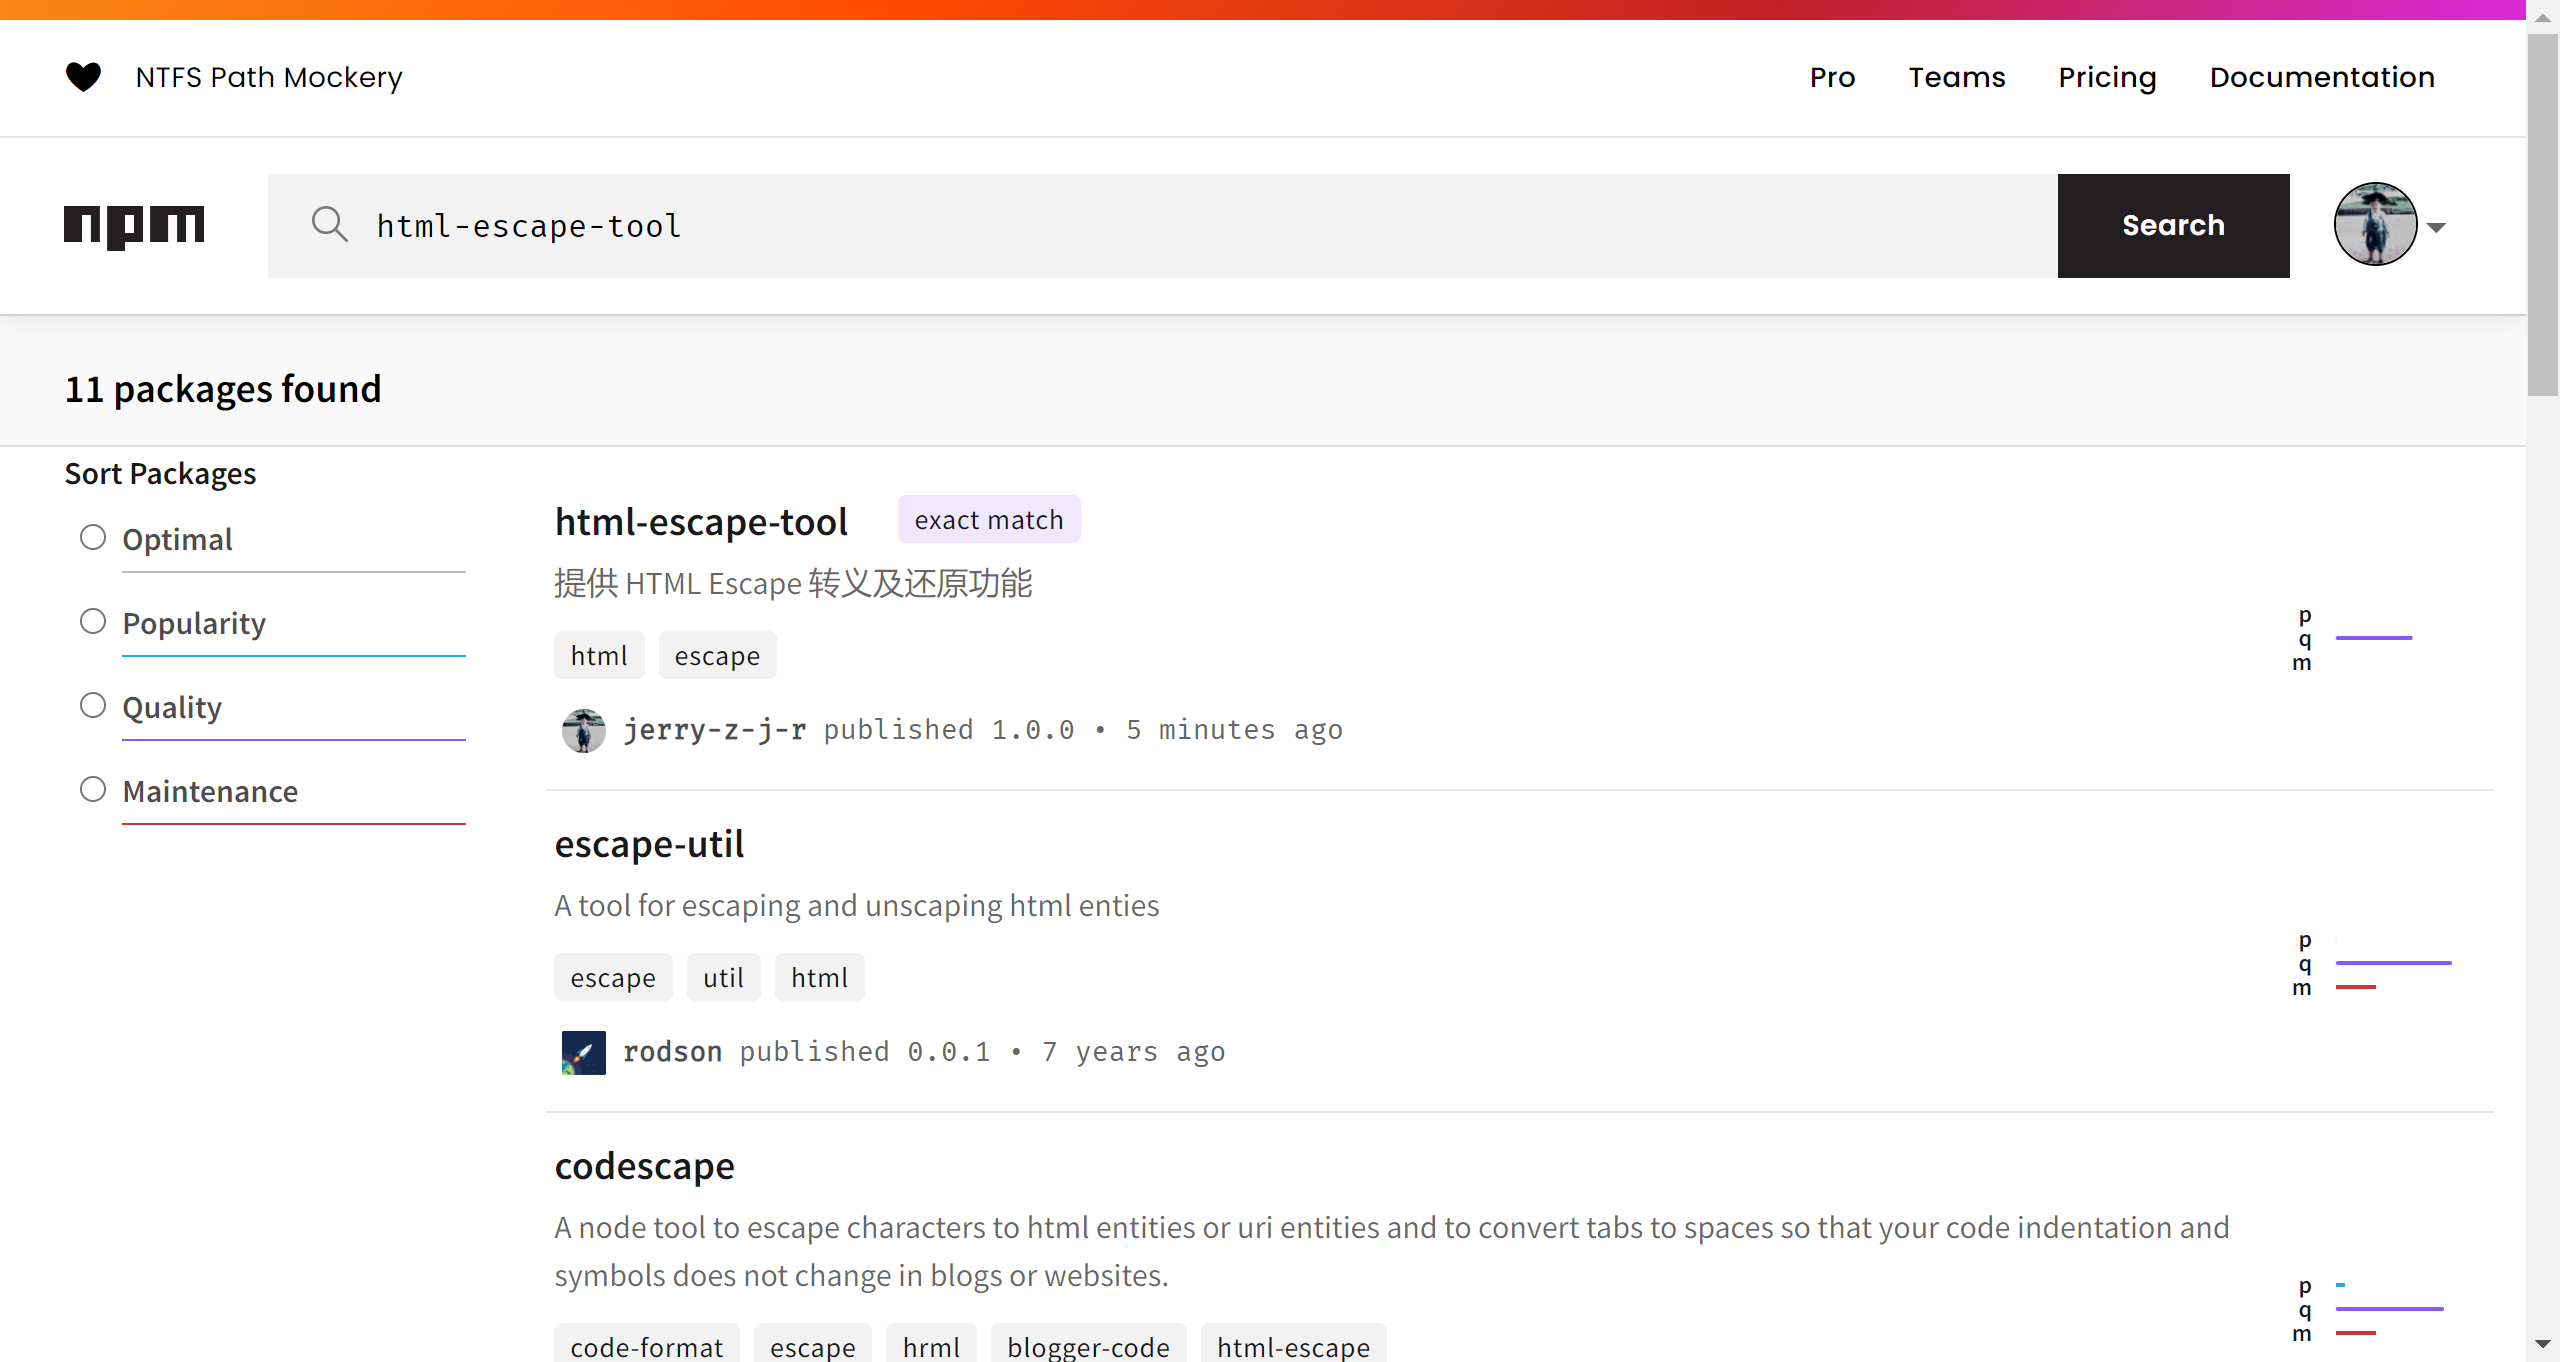 NTFS Path Mockery
Pro Teams Pricing Documentation
npm
html-escape-tool
Search
11 packages found
Sort Packages
Optimal
Popularity
Quality
Maintenance
html-escape-tool exact match
提供 HTML Escape 转义及还原功能
html escape
jerry-z-j-r published 1.0.0 • 5 minutes ago
p
q
m
escape-util
A tool for escaping and unscaping html enties
escape util html
rodson published 0.0.1 • 7 years ago
p
q
m
codescape
A node tool to escape characters to html entities or uri entities and to convert tabs to spaces so that your code indentation and
symbols does not change in blogs or websites.
code-format escape hrml blogger-code html-escape
p
q
m